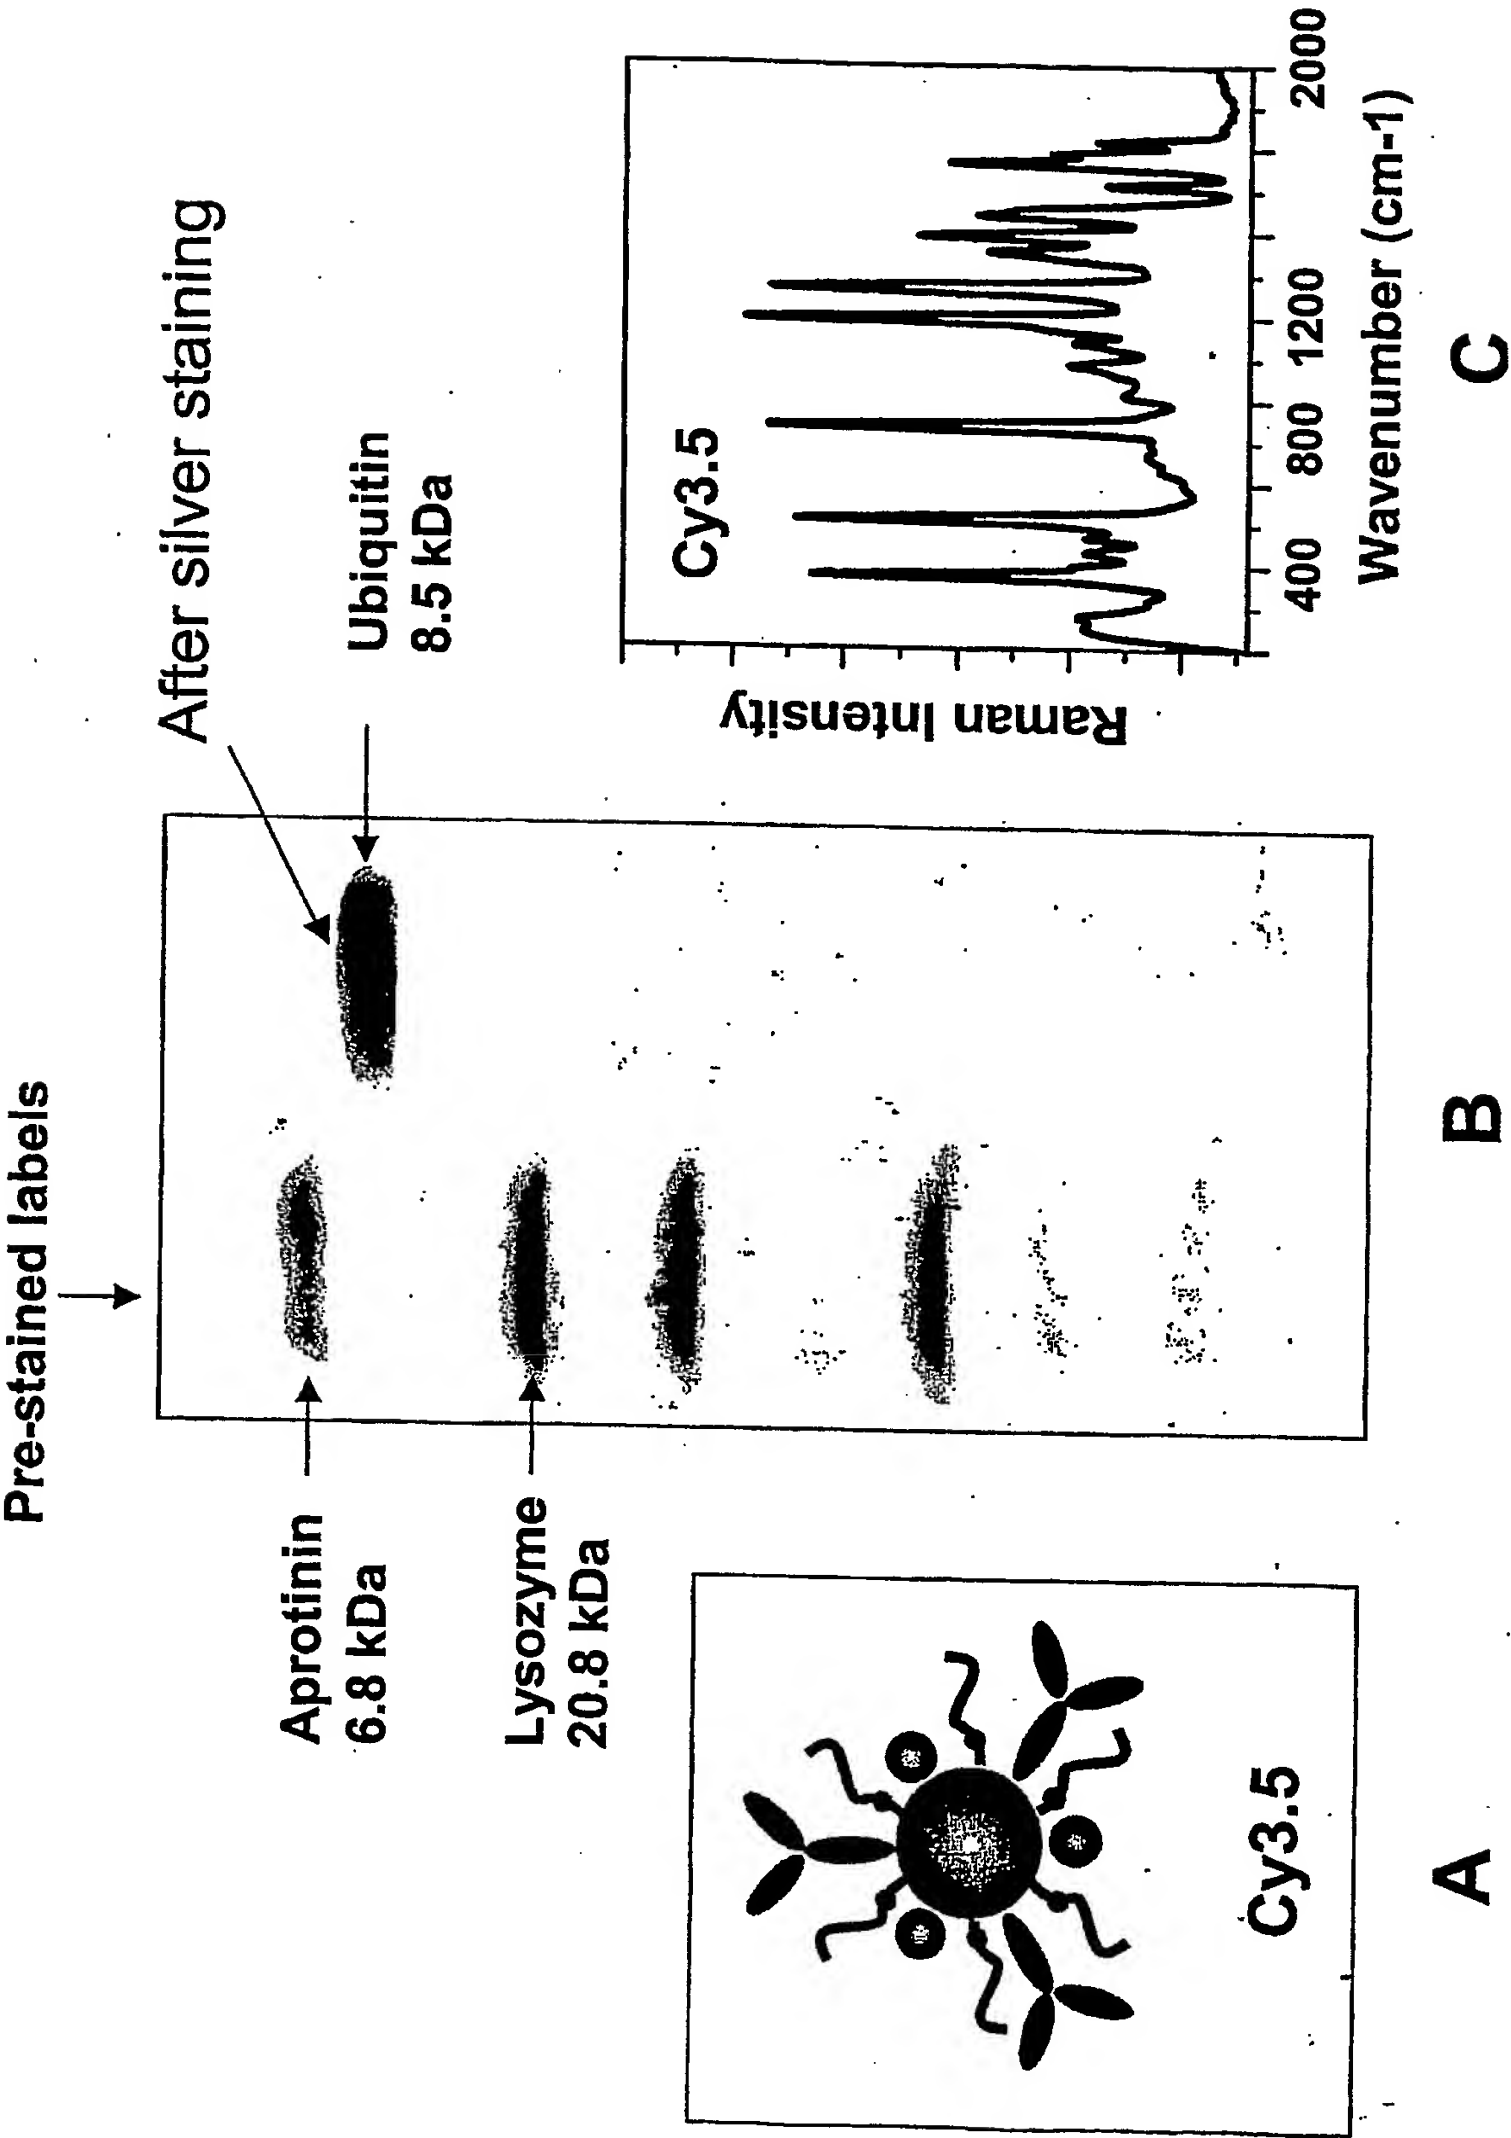 Pre-stained labels
After silver staining
Aprotinin
6.8 kDa
Ubiquitin
8.5 kDa
Lysozyme
20.8 kDa
Cy3.5
A
B
Cy3.5
Raman Intensity
400 800 1200 2000
Wavenumber (cm-1)
C